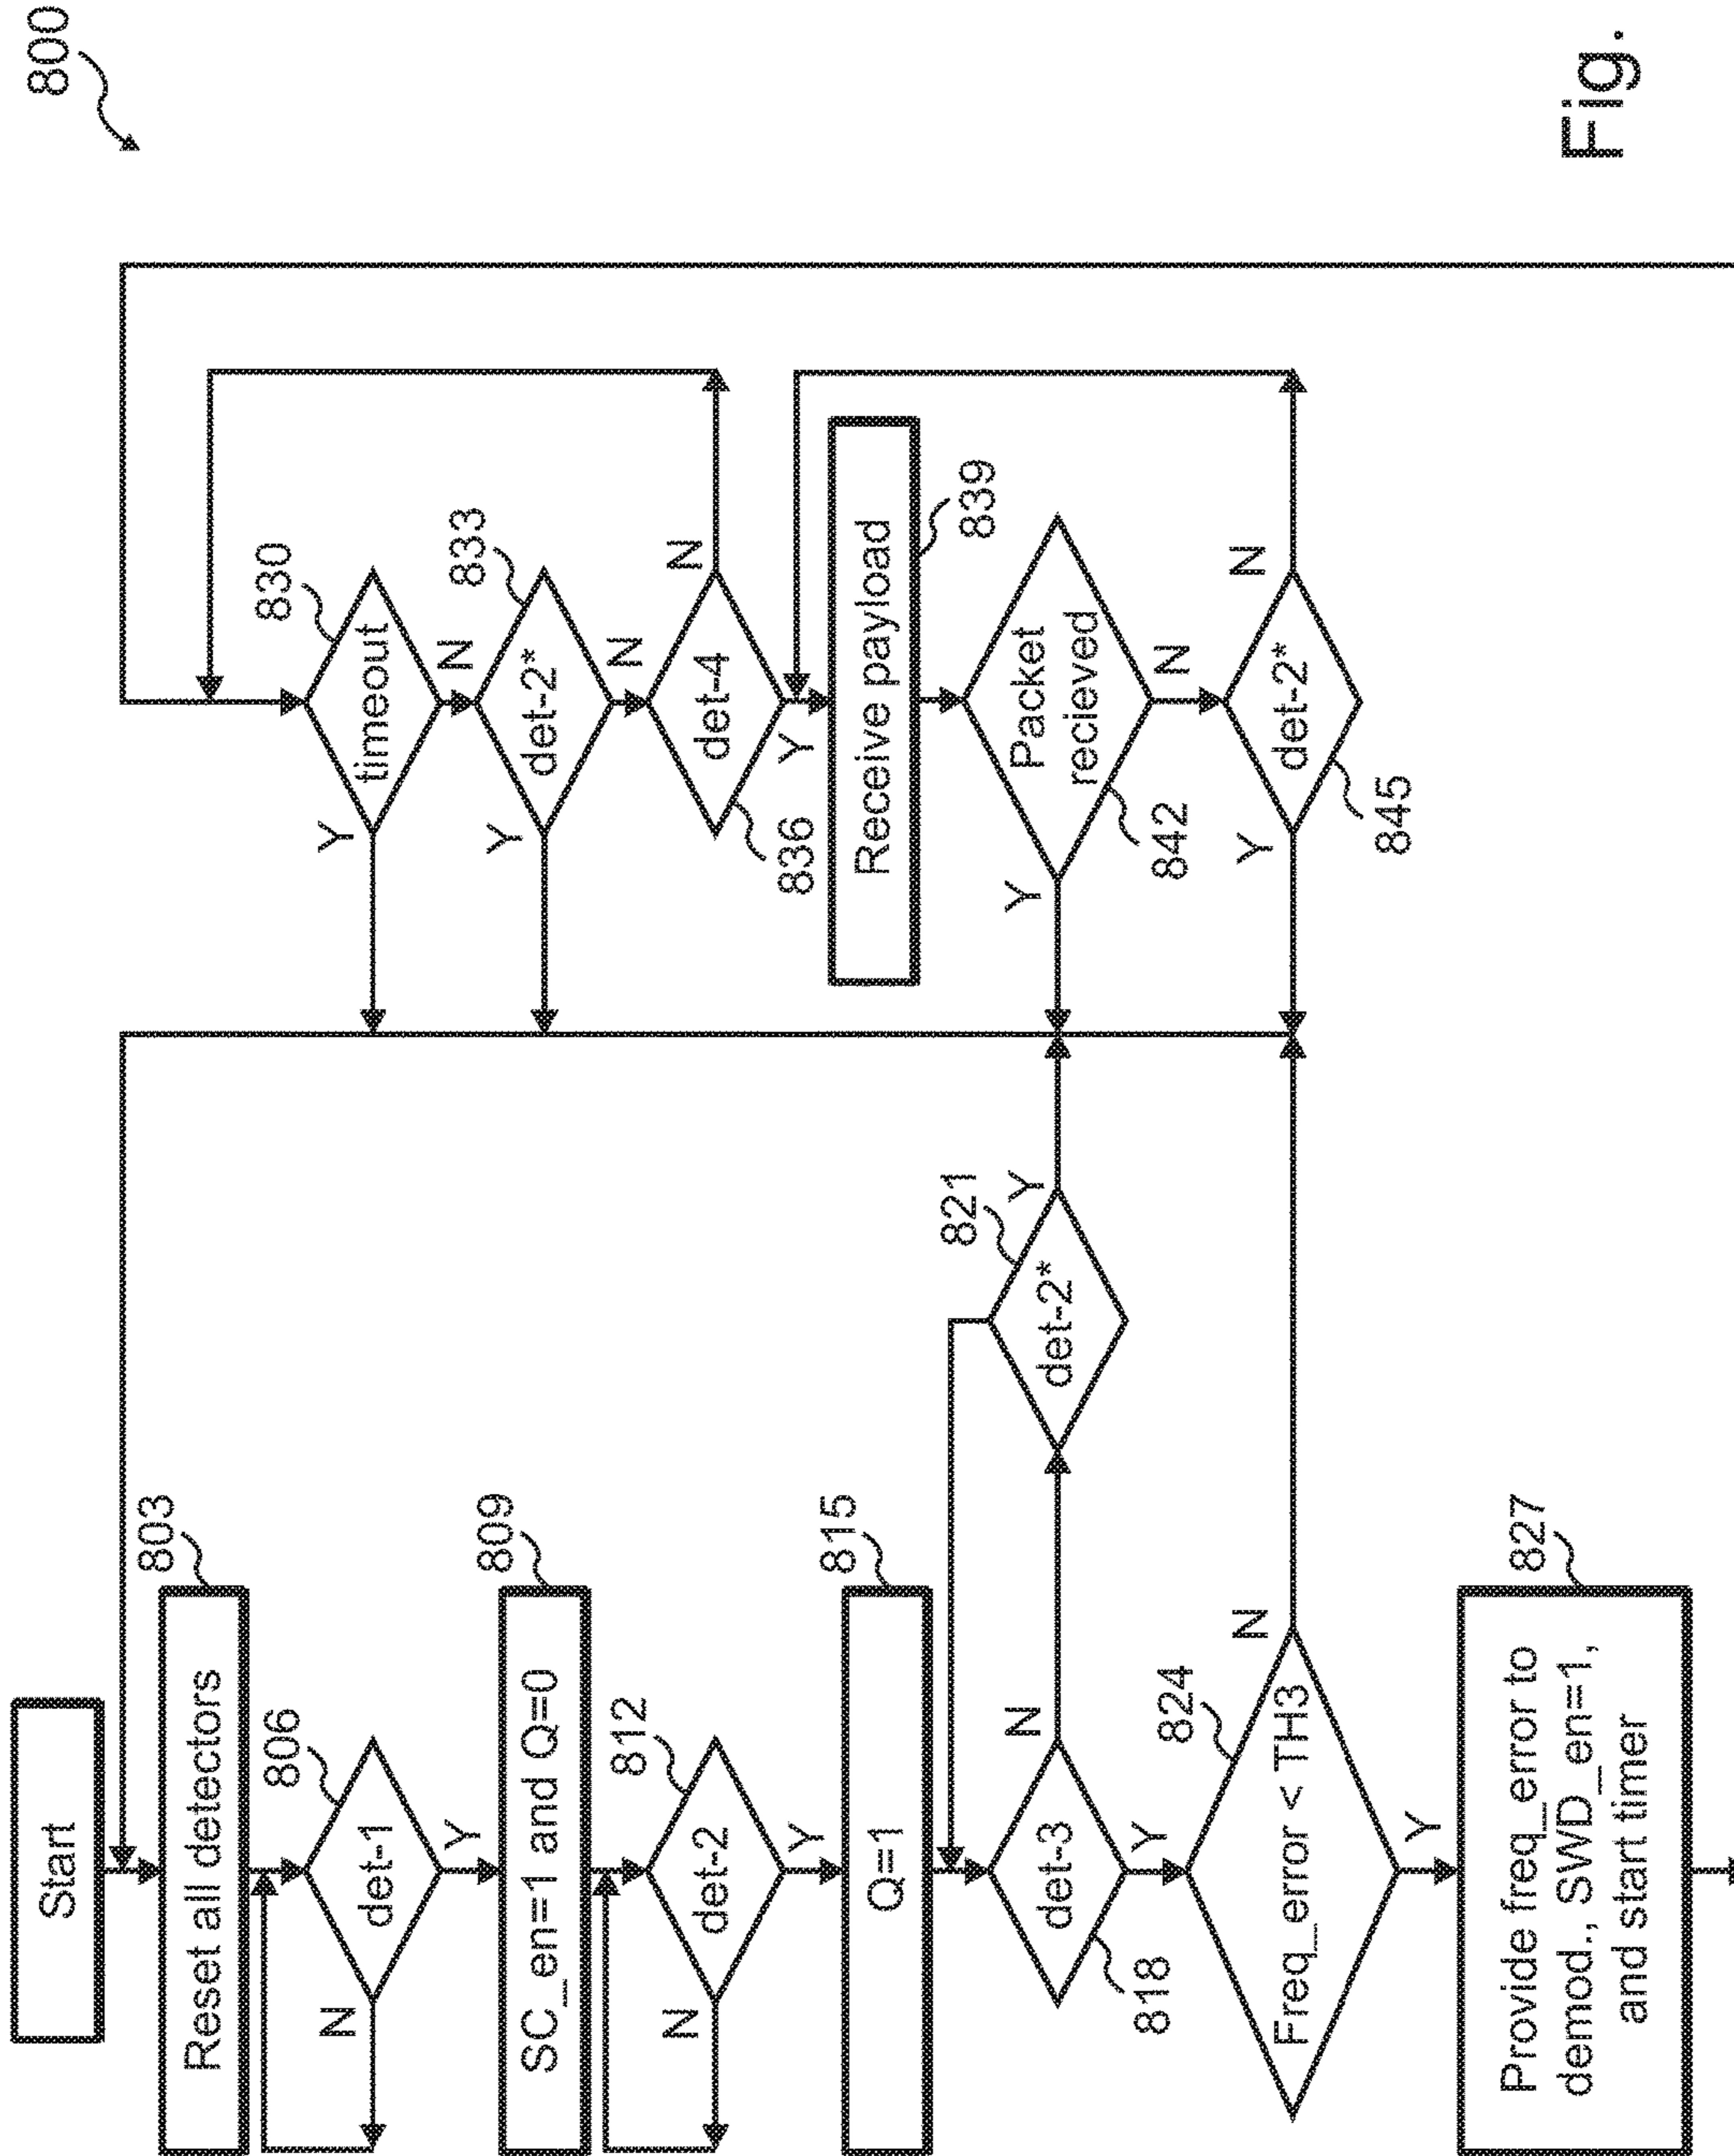 800
Start
Reset all detectors
803
det-1
806
N
Y
SC_en=1 and Q=0
809
det-2
812
N
Y
Q=1
815
det-3
818
N
Y
det-2*
821
Y
Freq_error < TH3
824
N
Y
Provide freq_error to
demod., SWD_en=1,
and start timer
827
timeout
830
Y
N
det-2*
833
Y
N
det-4
836
N
Y
Receive payload
839
Packet
recieved
842
Y
N
det-2*
845
Y
N
Fig.